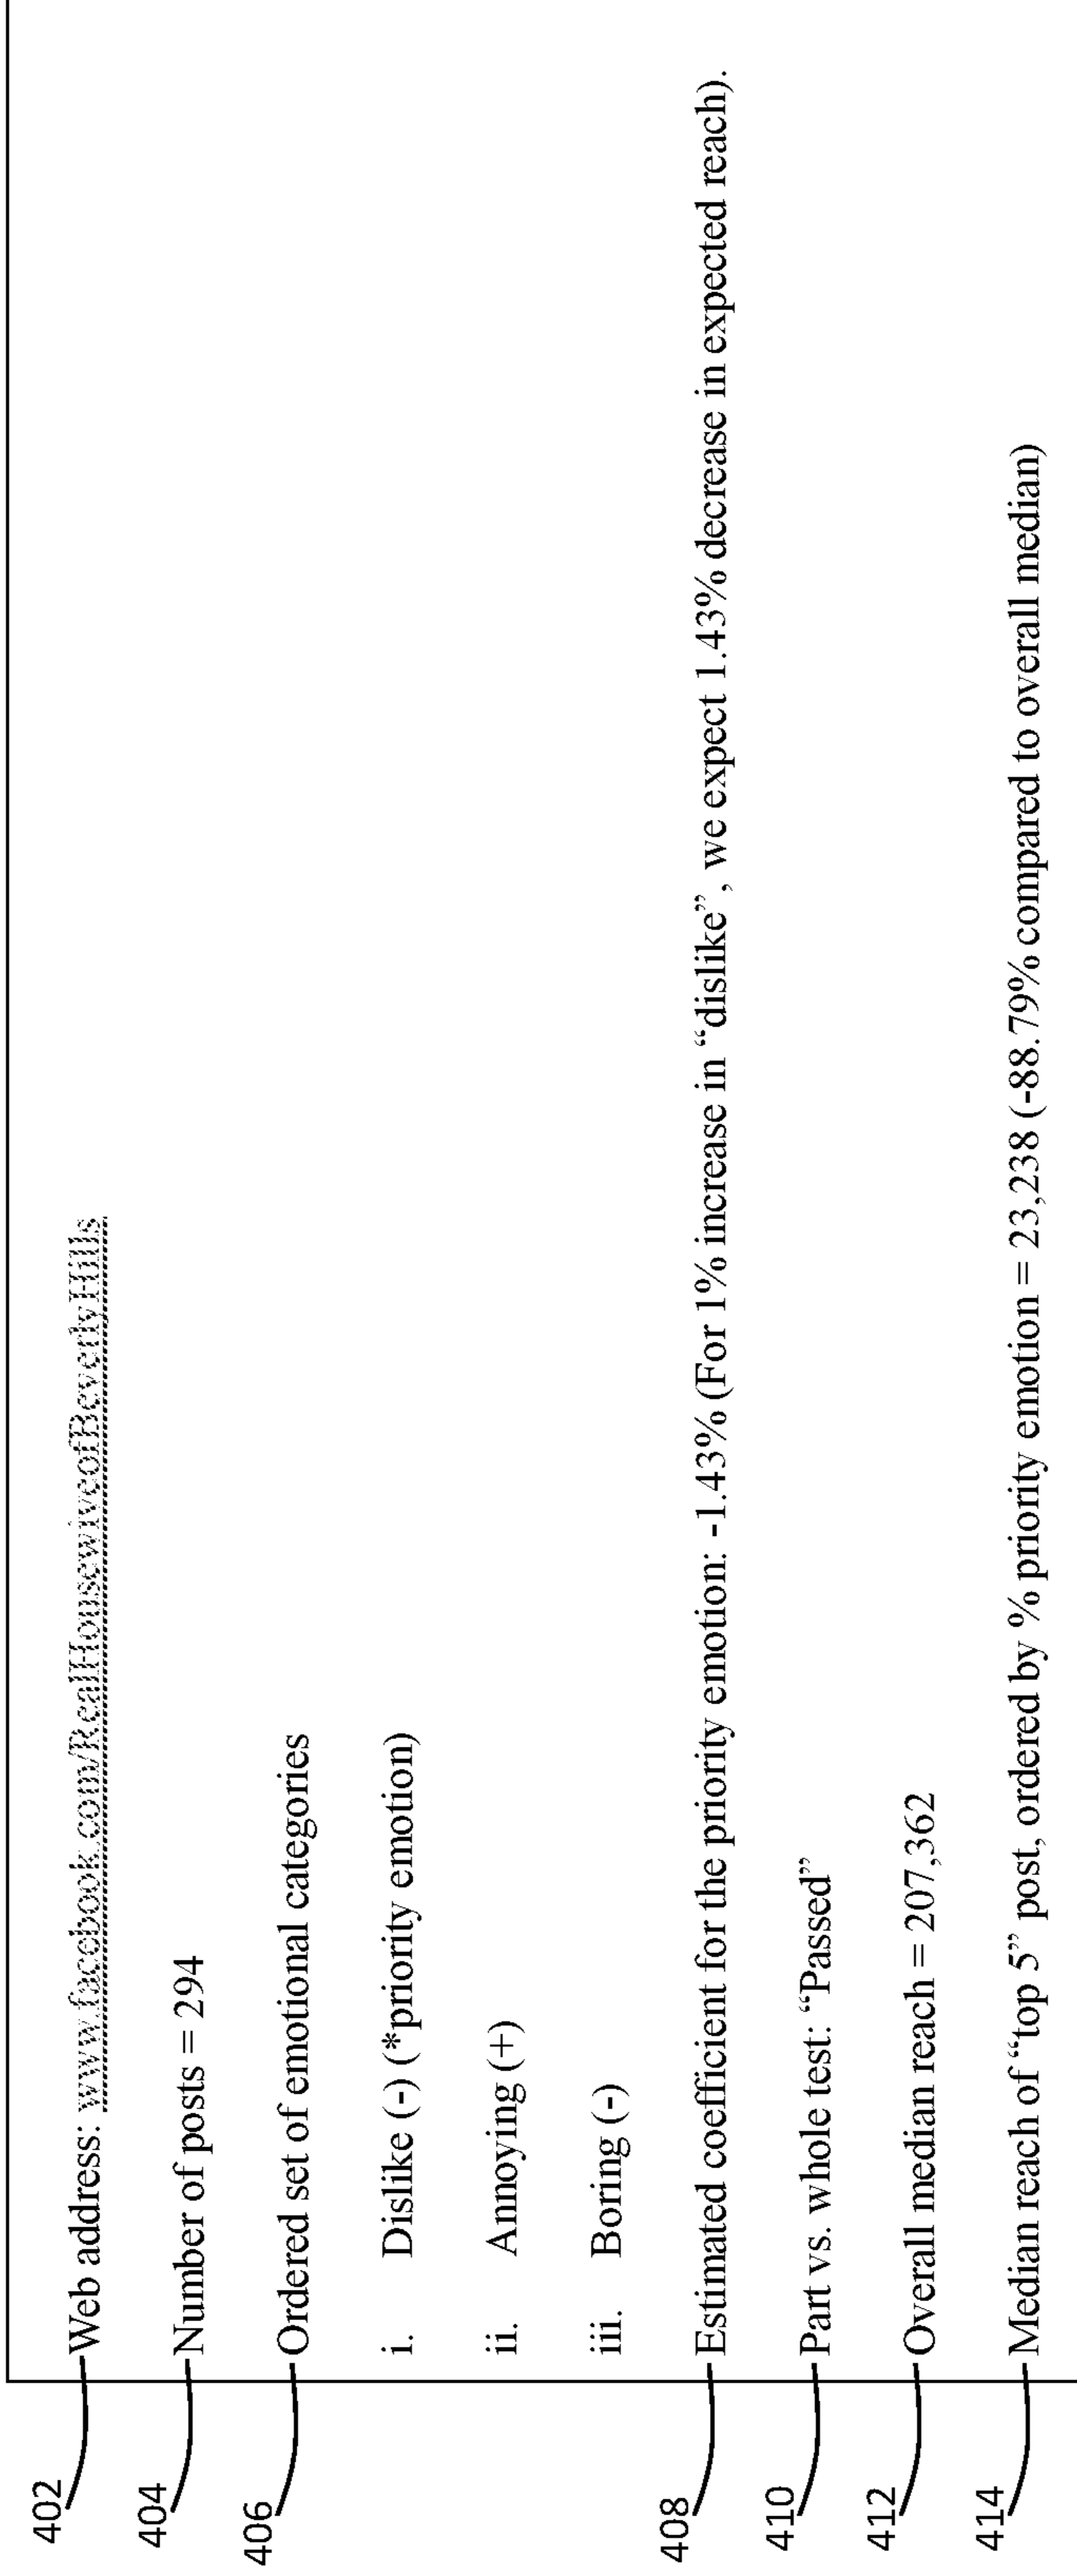 402 Web address: www.facebook.com/RealHousewiveofBeverlyHills
404 Number of posts = 294
406 Ordered set of emotional categories
i. Dislike (-) (*priority emotion)
ii. Annoying (+)
iii. Boring (-)
408 Estimated coefficient for the priority emotion: -1.43% (For 1% increase in “dislike”, we expect 1.43% decrease in expected reach).
410 Part vs. whole test: “Passed”
412 Overall median reach = 207,362
414 Median reach of “top 5” post, ordered by % priority emotion = 23,238 (-88.79% compared to overall median)